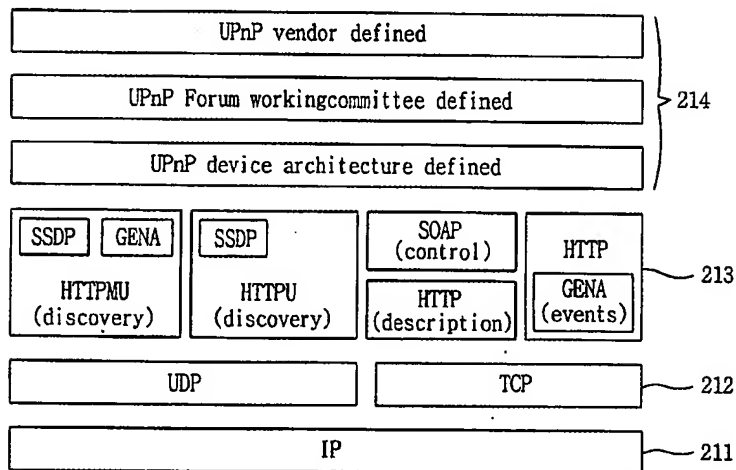 UPnP vendor defined
UPnP Forum workingcommittee defined
214
UPnP device architecture defined
SSDP
GENA
HTTPMU
(discovery)
SSDP
HTTPU
(discovery)
SOAP
(control)
HTTP
(description)
HTTP
GENA
(events)
213
UDP
TCP
212
IP
211